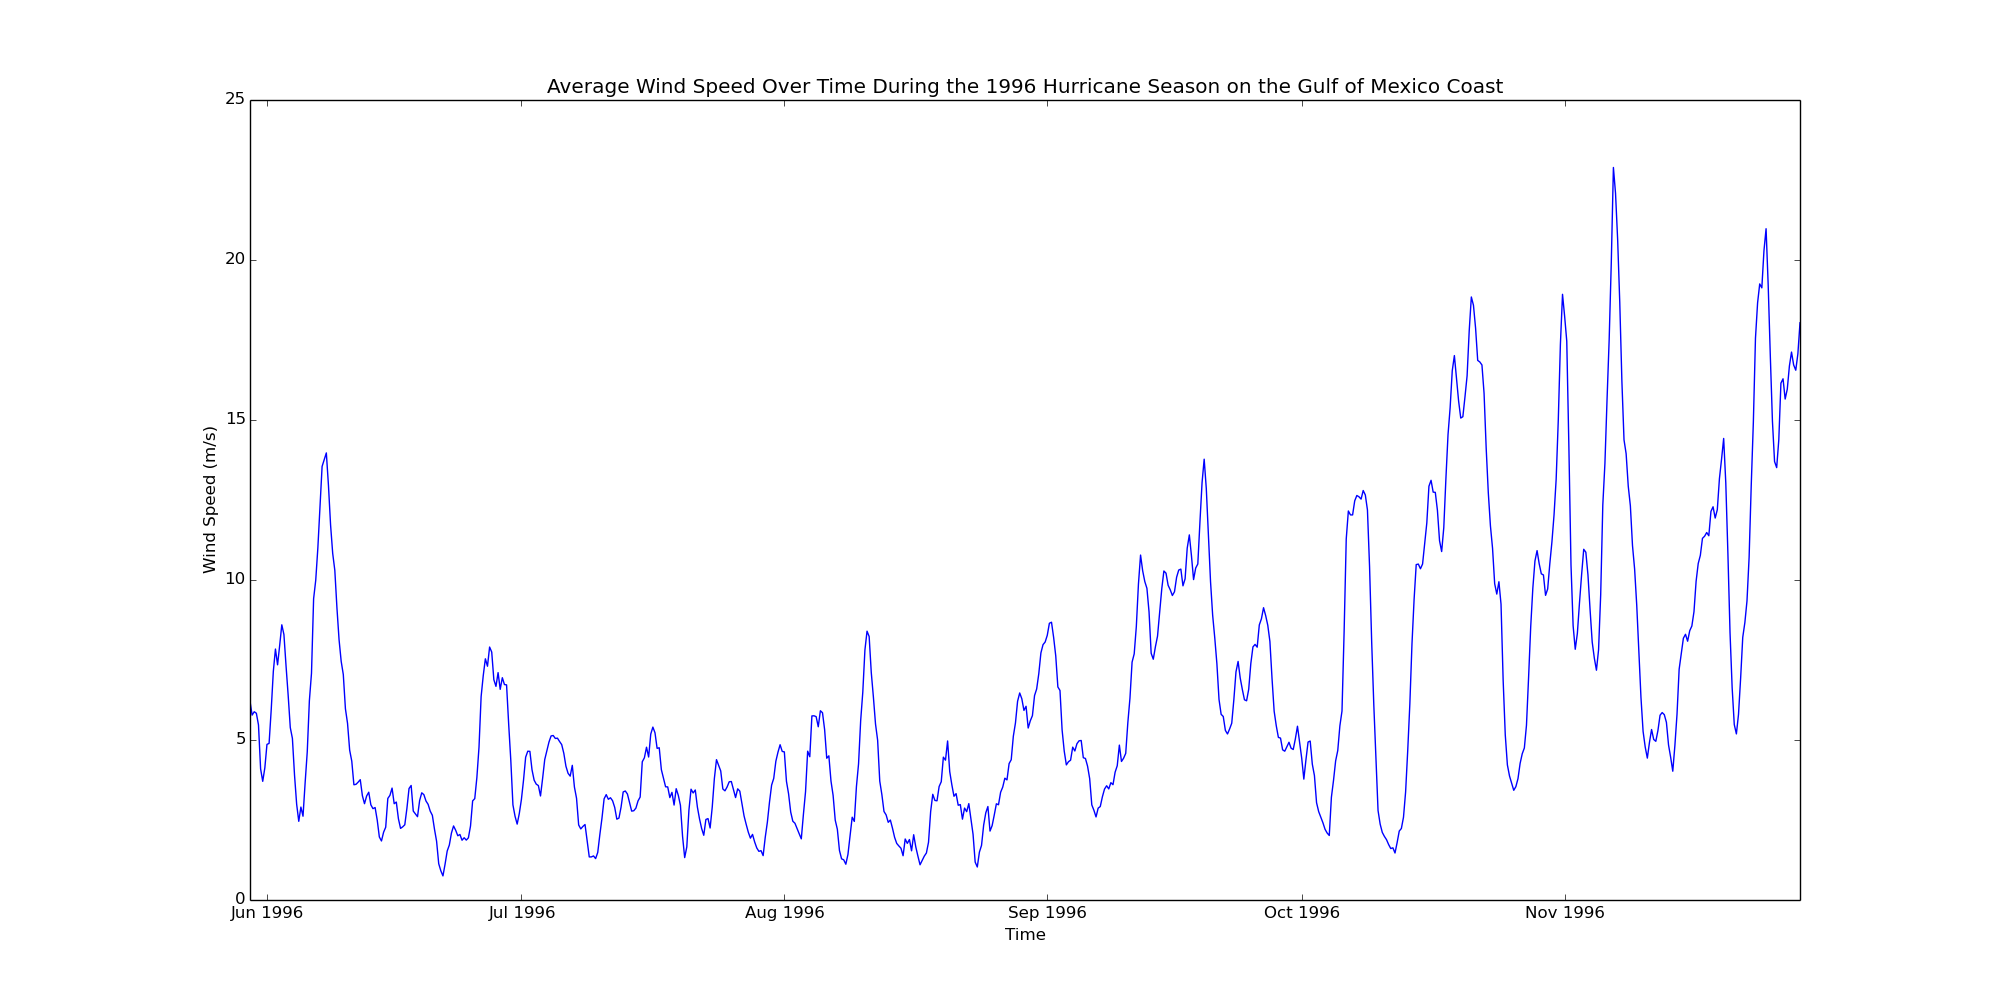 Average Wind Speed Over Time During the 1996 Hurricane Season on the Gulf of Mexico Coast
25
20
15
10
5
0
Wind Speed (m/s)
Jun 1996 Jul 1996 Aug 1996 Sep 1996 Oct 1996 Nov 1996
Time